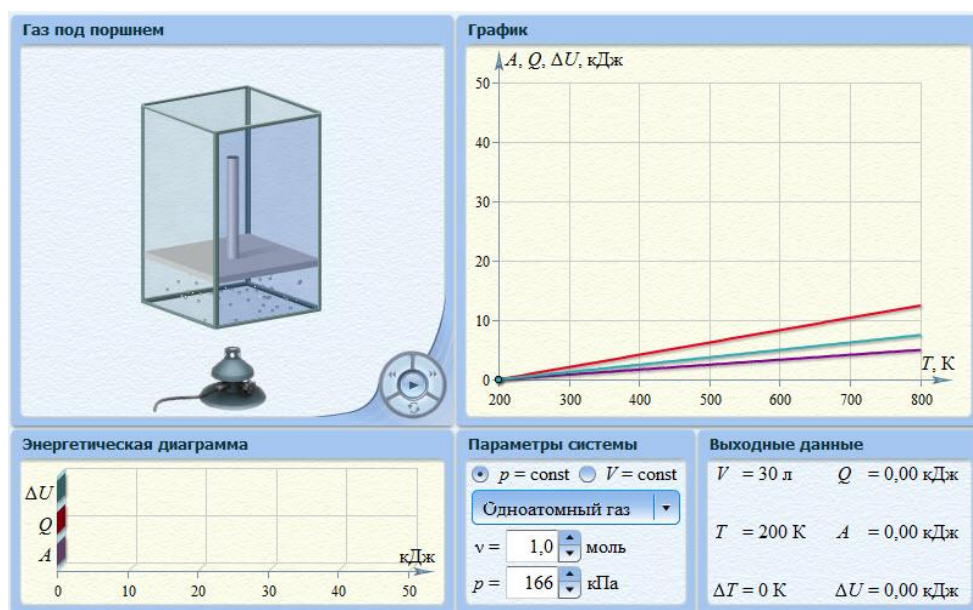 Газ под поршнем
График
A, Q, ΔU, кДж
50
40
30
20
10
0
T, К
200 300 400 500 600 700 800
Энергетическая диаграмма
ΔU
Q
A
кДж
0 10 20 30 40 50
Параметры системы
p = const V = const
Одноатомный газ
ν = 1,0 моль
p = 166 кПа
Выходные данные
V = 30 л Q = 0,00 кДж
T = 200 К A = 0,00 кДж
ΔT = 0 К ΔU = 0,00 кДж